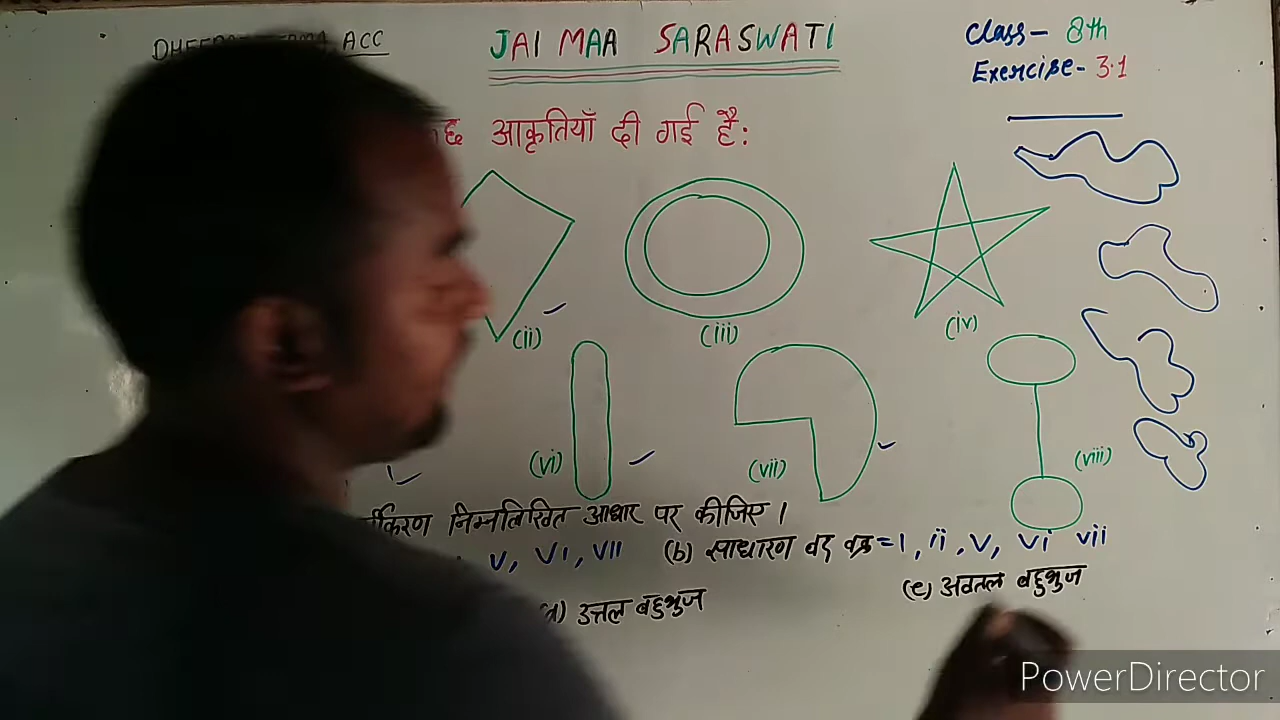 ACC
JAI MAA SARASWATI
Class- 8th
Exercise- 3.1
आकृतियाँ दी गई है:
(ii) (iii) (iv)
(vi) (vii) (viii)
निम्नलिखित आधार पर कीजिए ।
V, VI, VII (b) साधारण बद वक्र = I, ii, V, Vi vii
उत्तल बहुभुज (e) अवतल बहुभुज
PowerDirector